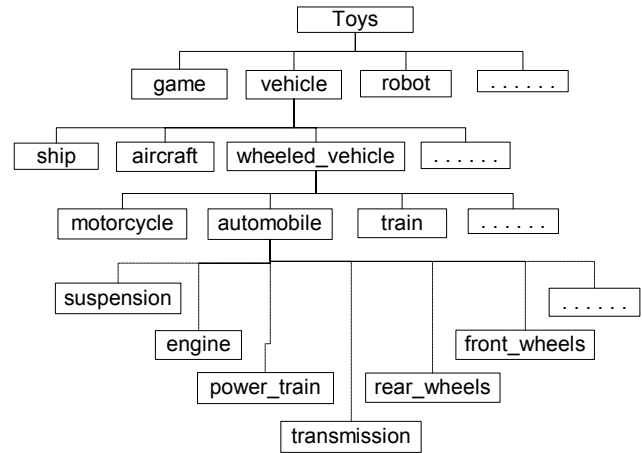 Toys
game vehicle robot . . . . . .
ship aircraft wheeled_vehicle . . . . . .
motorcycle automobile train . . . . . .
suspension . . . . . .
engine front_wheels
power_train rear_wheels
transmission